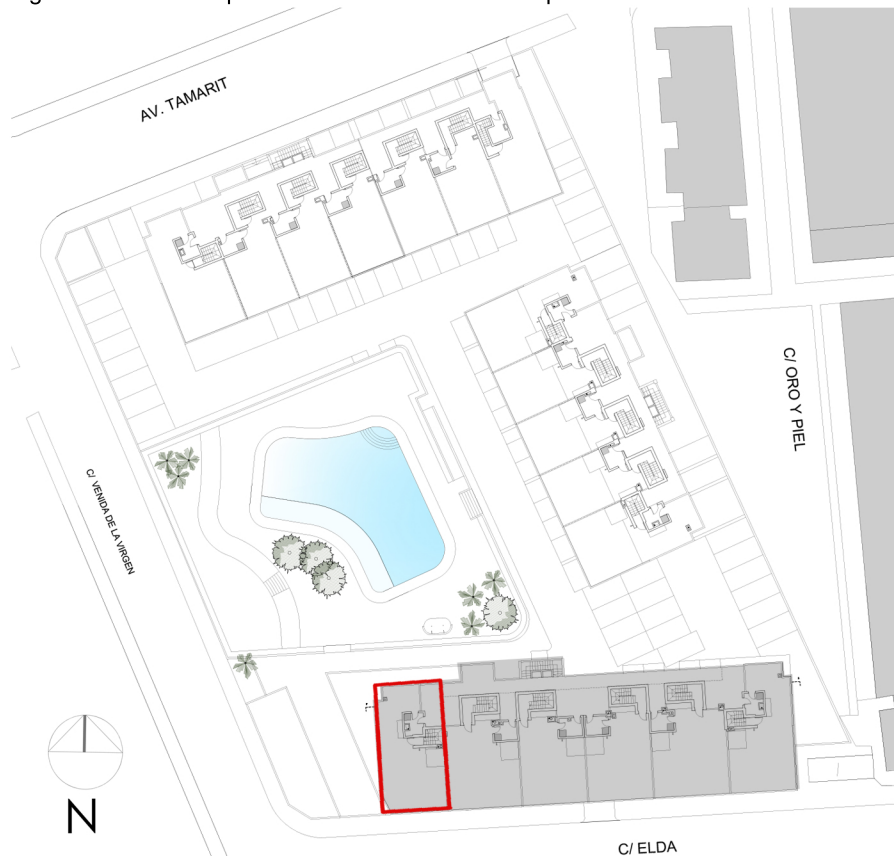 AV. TAMARIT
C/ ORO Y PIEL
C/ VENIDA DE LA VIRGEN
N
C/ ELDA